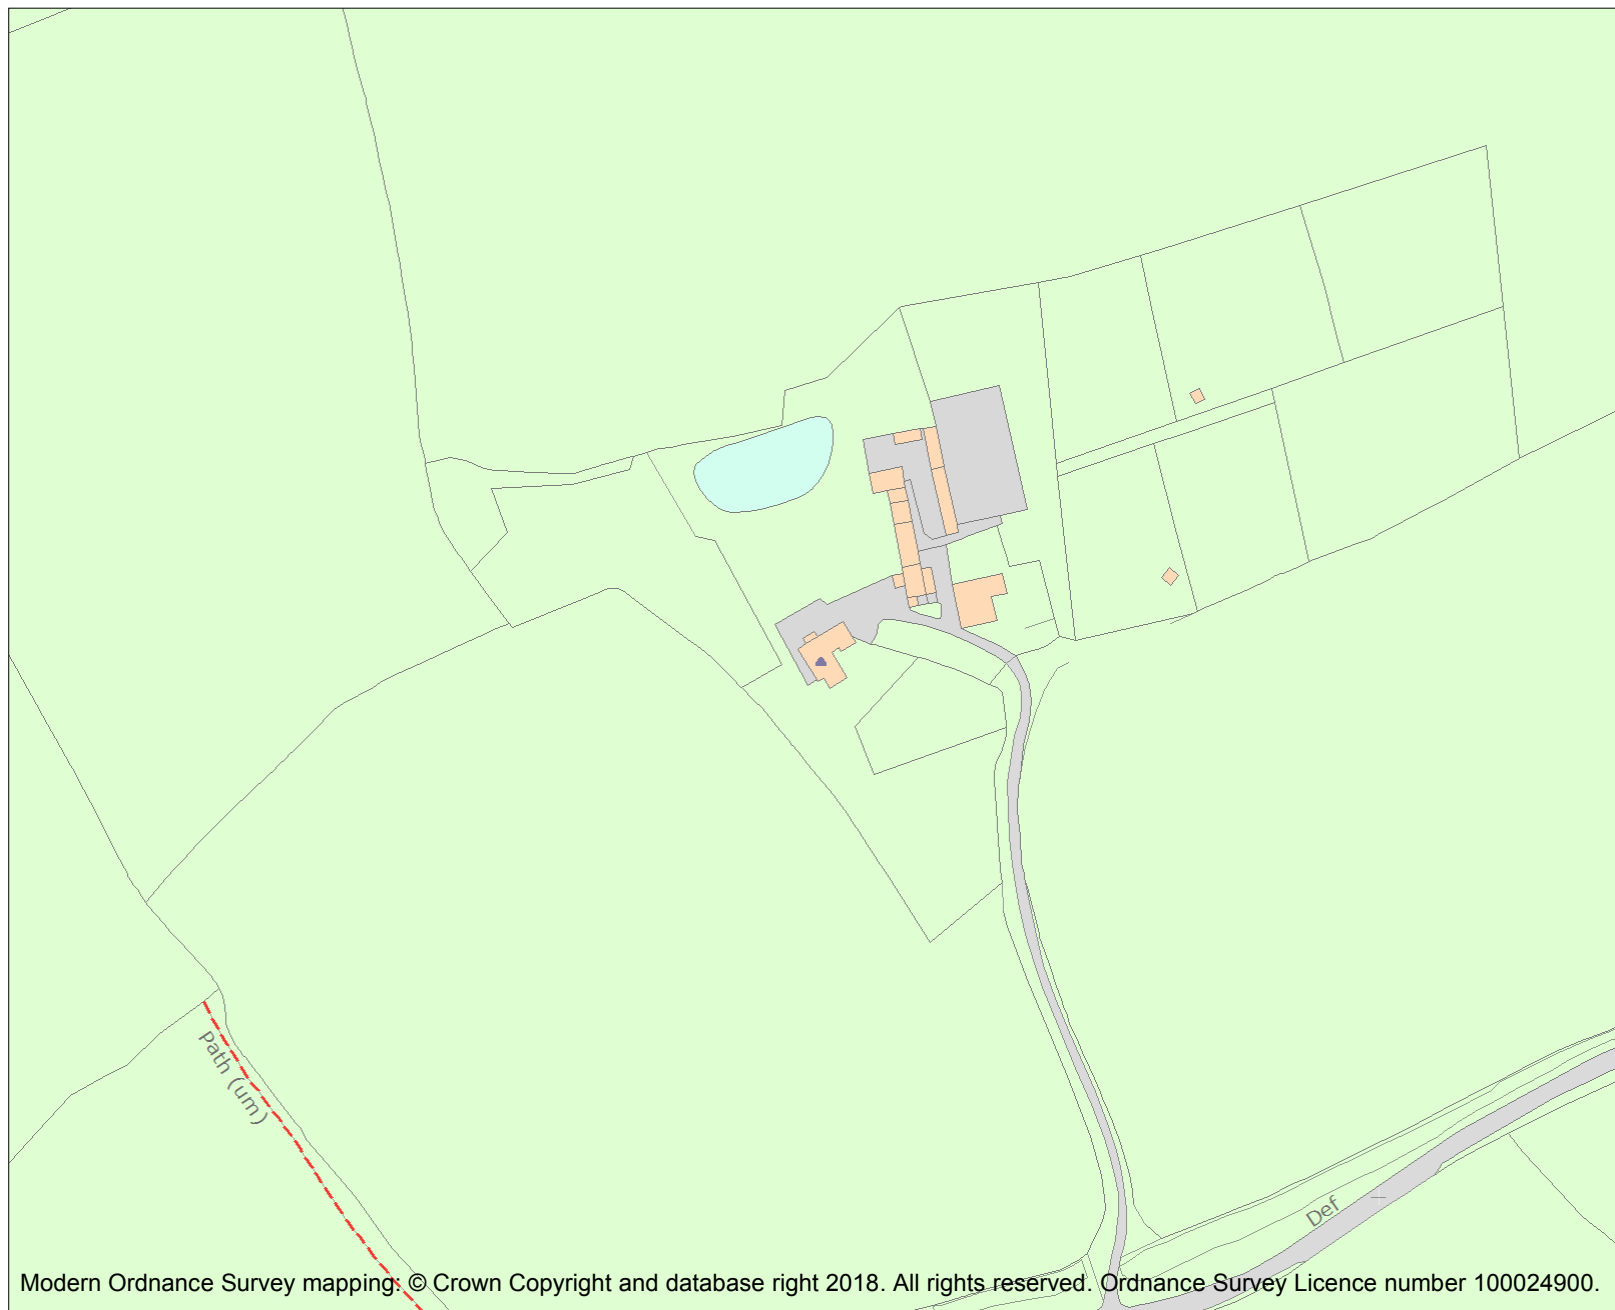 Path (um)
Def
Modern Ordnance Survey mapping: © Crown Copyright and database right 2018. All rights reserved. Ordnance Survey Licence number 100024900.